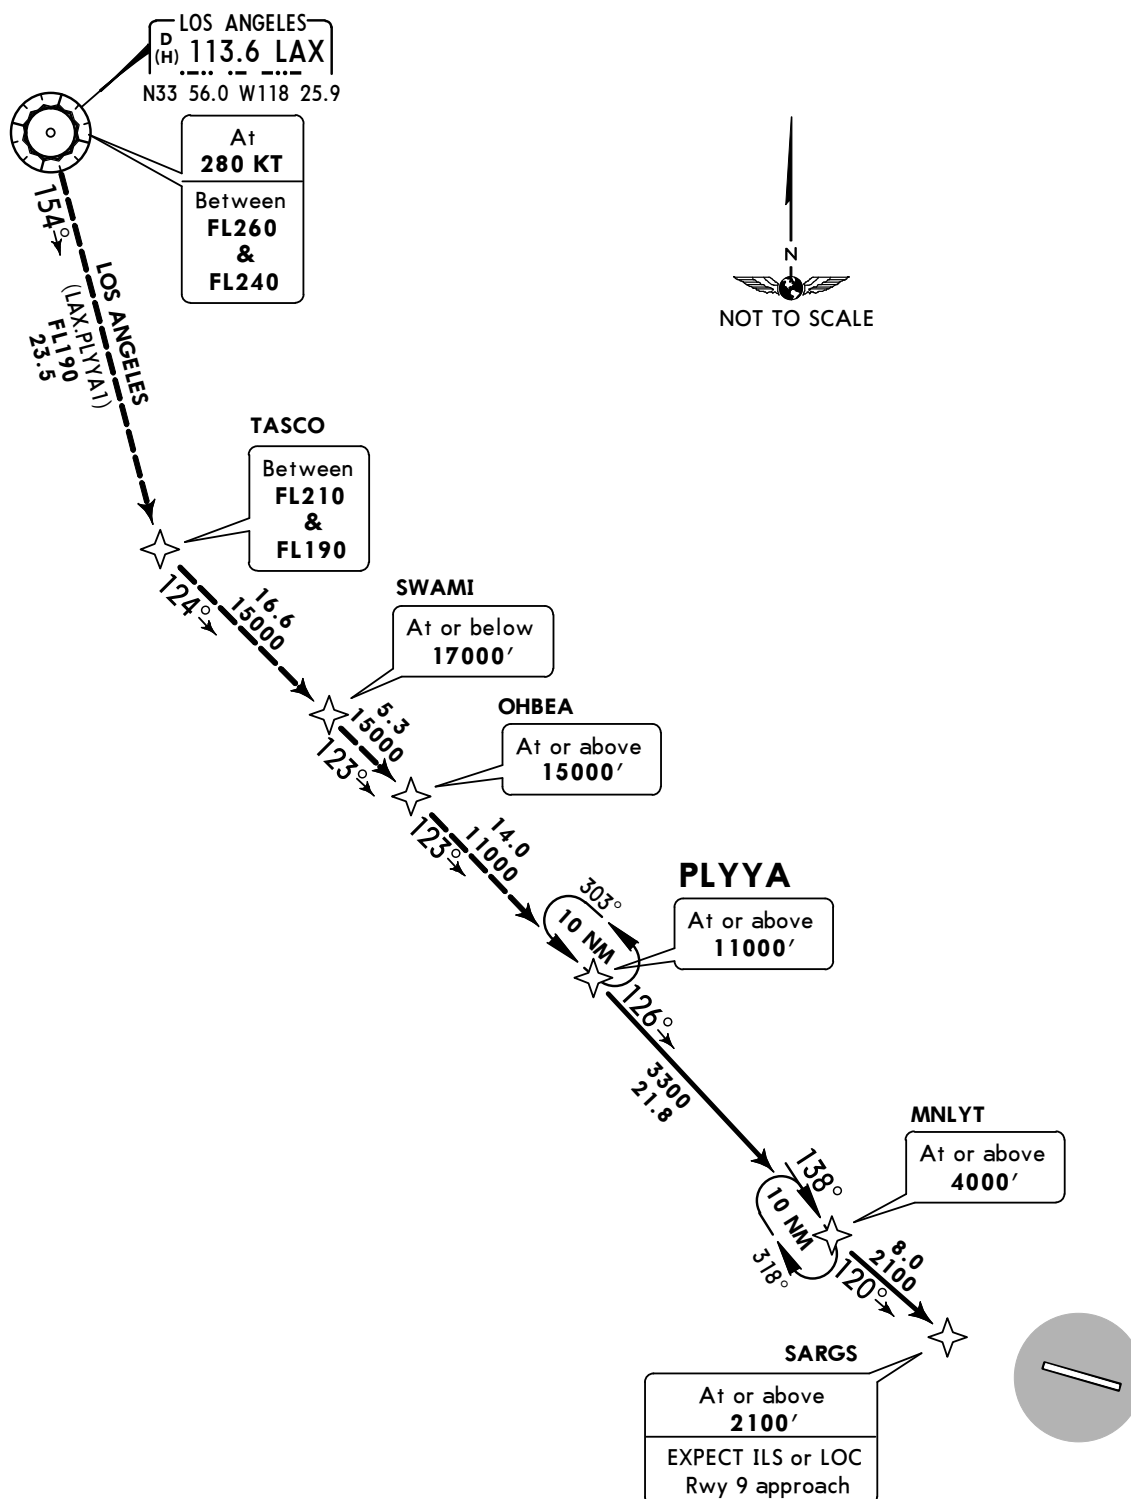 LOS ANGELES
D
(H) 113.6 LAX
N33 56.0 W118 25.9
At
280 KT
Between
FL260
&
FL240
154°
LOS ANGELES
(LAX.PLYYA1)
FL190
23.5
N
NOT TO SCALE
TASCO
Between
FL210
&
FL190
124°
16.6
15000
SWAMI
At or below
17000′
123°
5.3
15000
OHBEA
At or above
15000′
123°
14.0
11000
PLYYA
At or above
11000′
303°
10 NM
126°
3300
21.8
MNLYT
At or above
4000′
138°
10 NM
318°
120°
8.0
2100
SARGS
At or above
2100′
EXPECT ILS or LOC
Rwy 9 approach